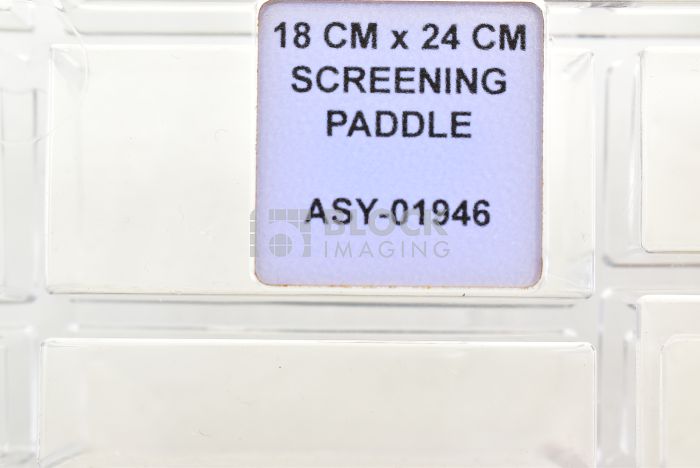 18 CM x 24 CM
SCREENING
PADDLE
ASY-01946
BLOCK
IMAGING